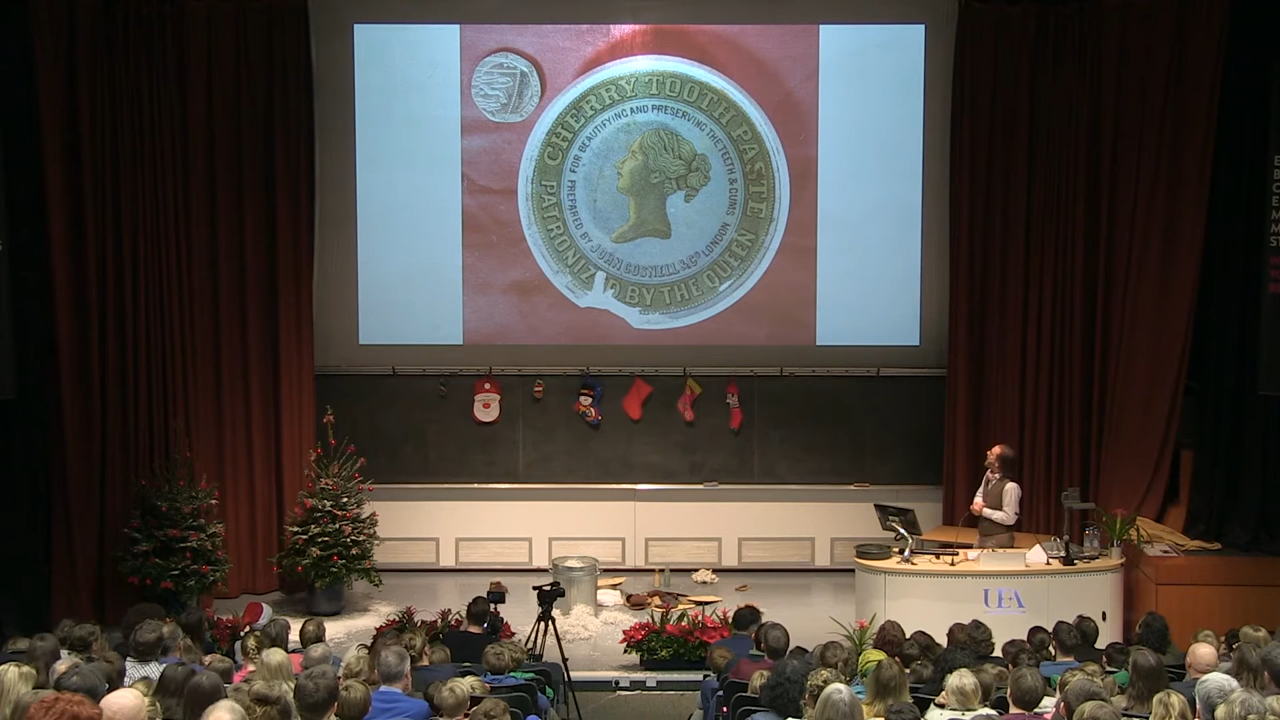 CHERRY TOOTH PASTE
PATRONIZED BY THE QUEEN
FOR BEAUTIFYING AND PRESERVING THE TEETH & GUMS
PREPARED BY JOHN GOSNELL & Co LONDON
UEA